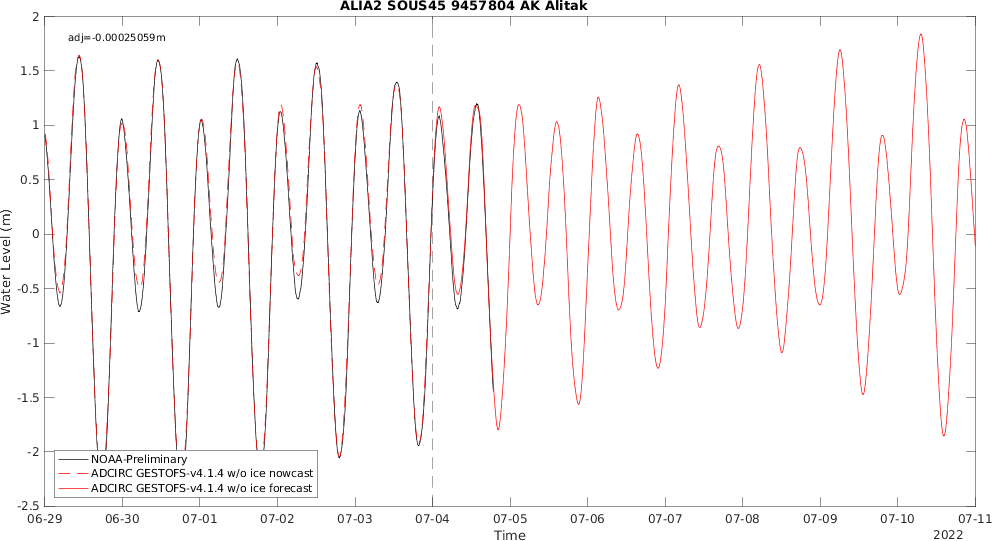 ALIA2 SOUS45 9457804 AK Alitak
adj=-0.00025059m
Water Level (m)
2
1.5
1
0.5
0
-0.5
-1
-1.5
-2
-2.5
NOAA-Preliminary
ADCIRC GESTOFS-v4.1.4 w/o ice nowcast
ADCIRC GESTOFS-v4.1.4 w/o ice forecast
06-29 06-30 07-01 07-02 07-03 07-04 07-05 07-06 07-07 07-08 07-09 07-10 07-11
Time
2022